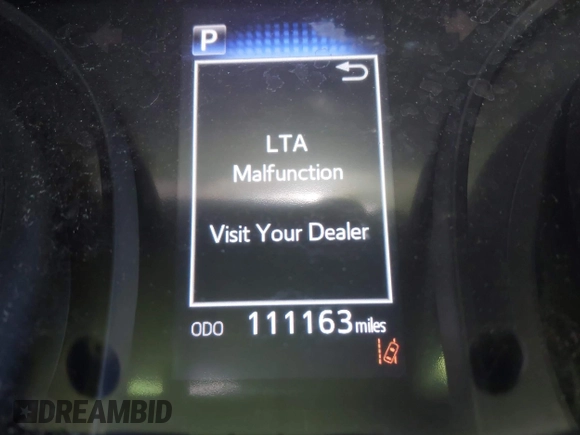 P
LTA
Malfunction
Visit Your Dealer
ODO 111163 miles
DREAMBID